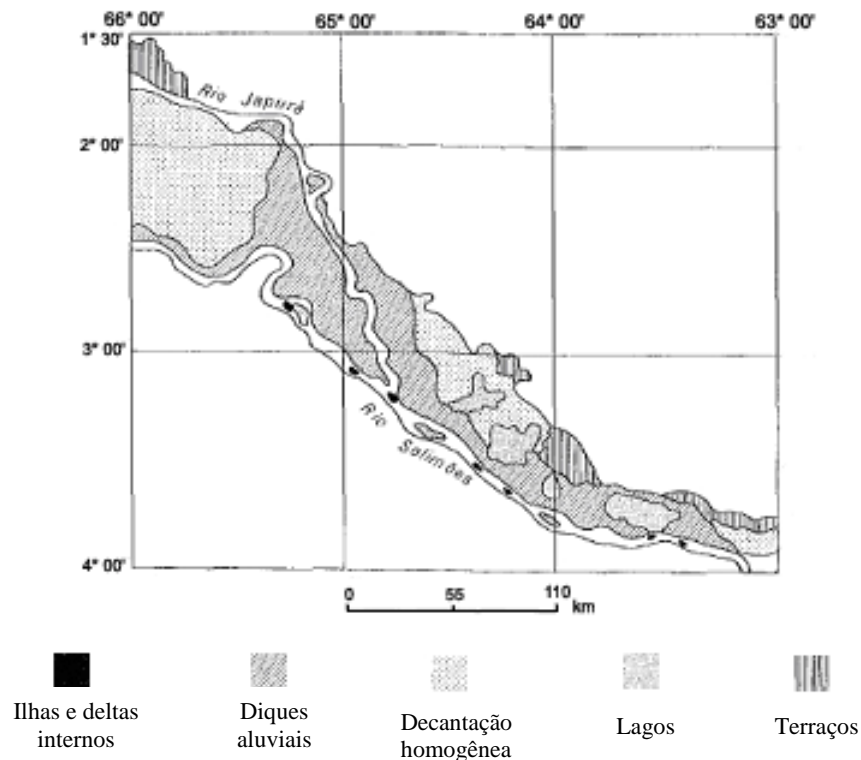 66° 00' 65° 00' 64° 00' 63° 00'
1° 30'
Rio Japurá
2° 00'
3° 00'
Rio Solimões
4° 00'
0 55 110
km
Ilhas e deltas
internos
Diques
aluviais
Decantação
homogênea
Lagos
Terraços